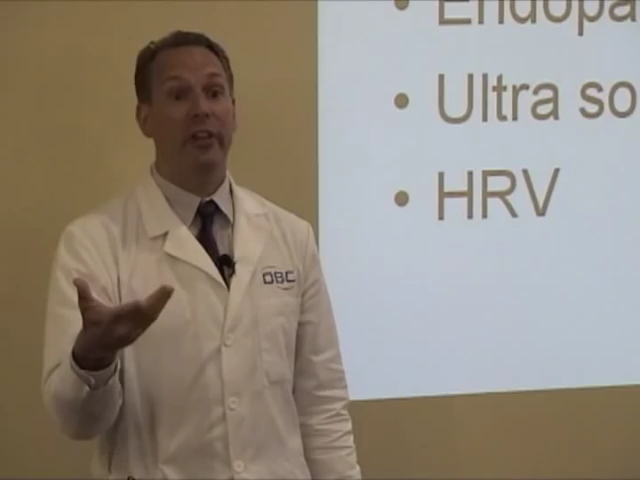 • Endopa
• Ultra so
• HRV
OBC